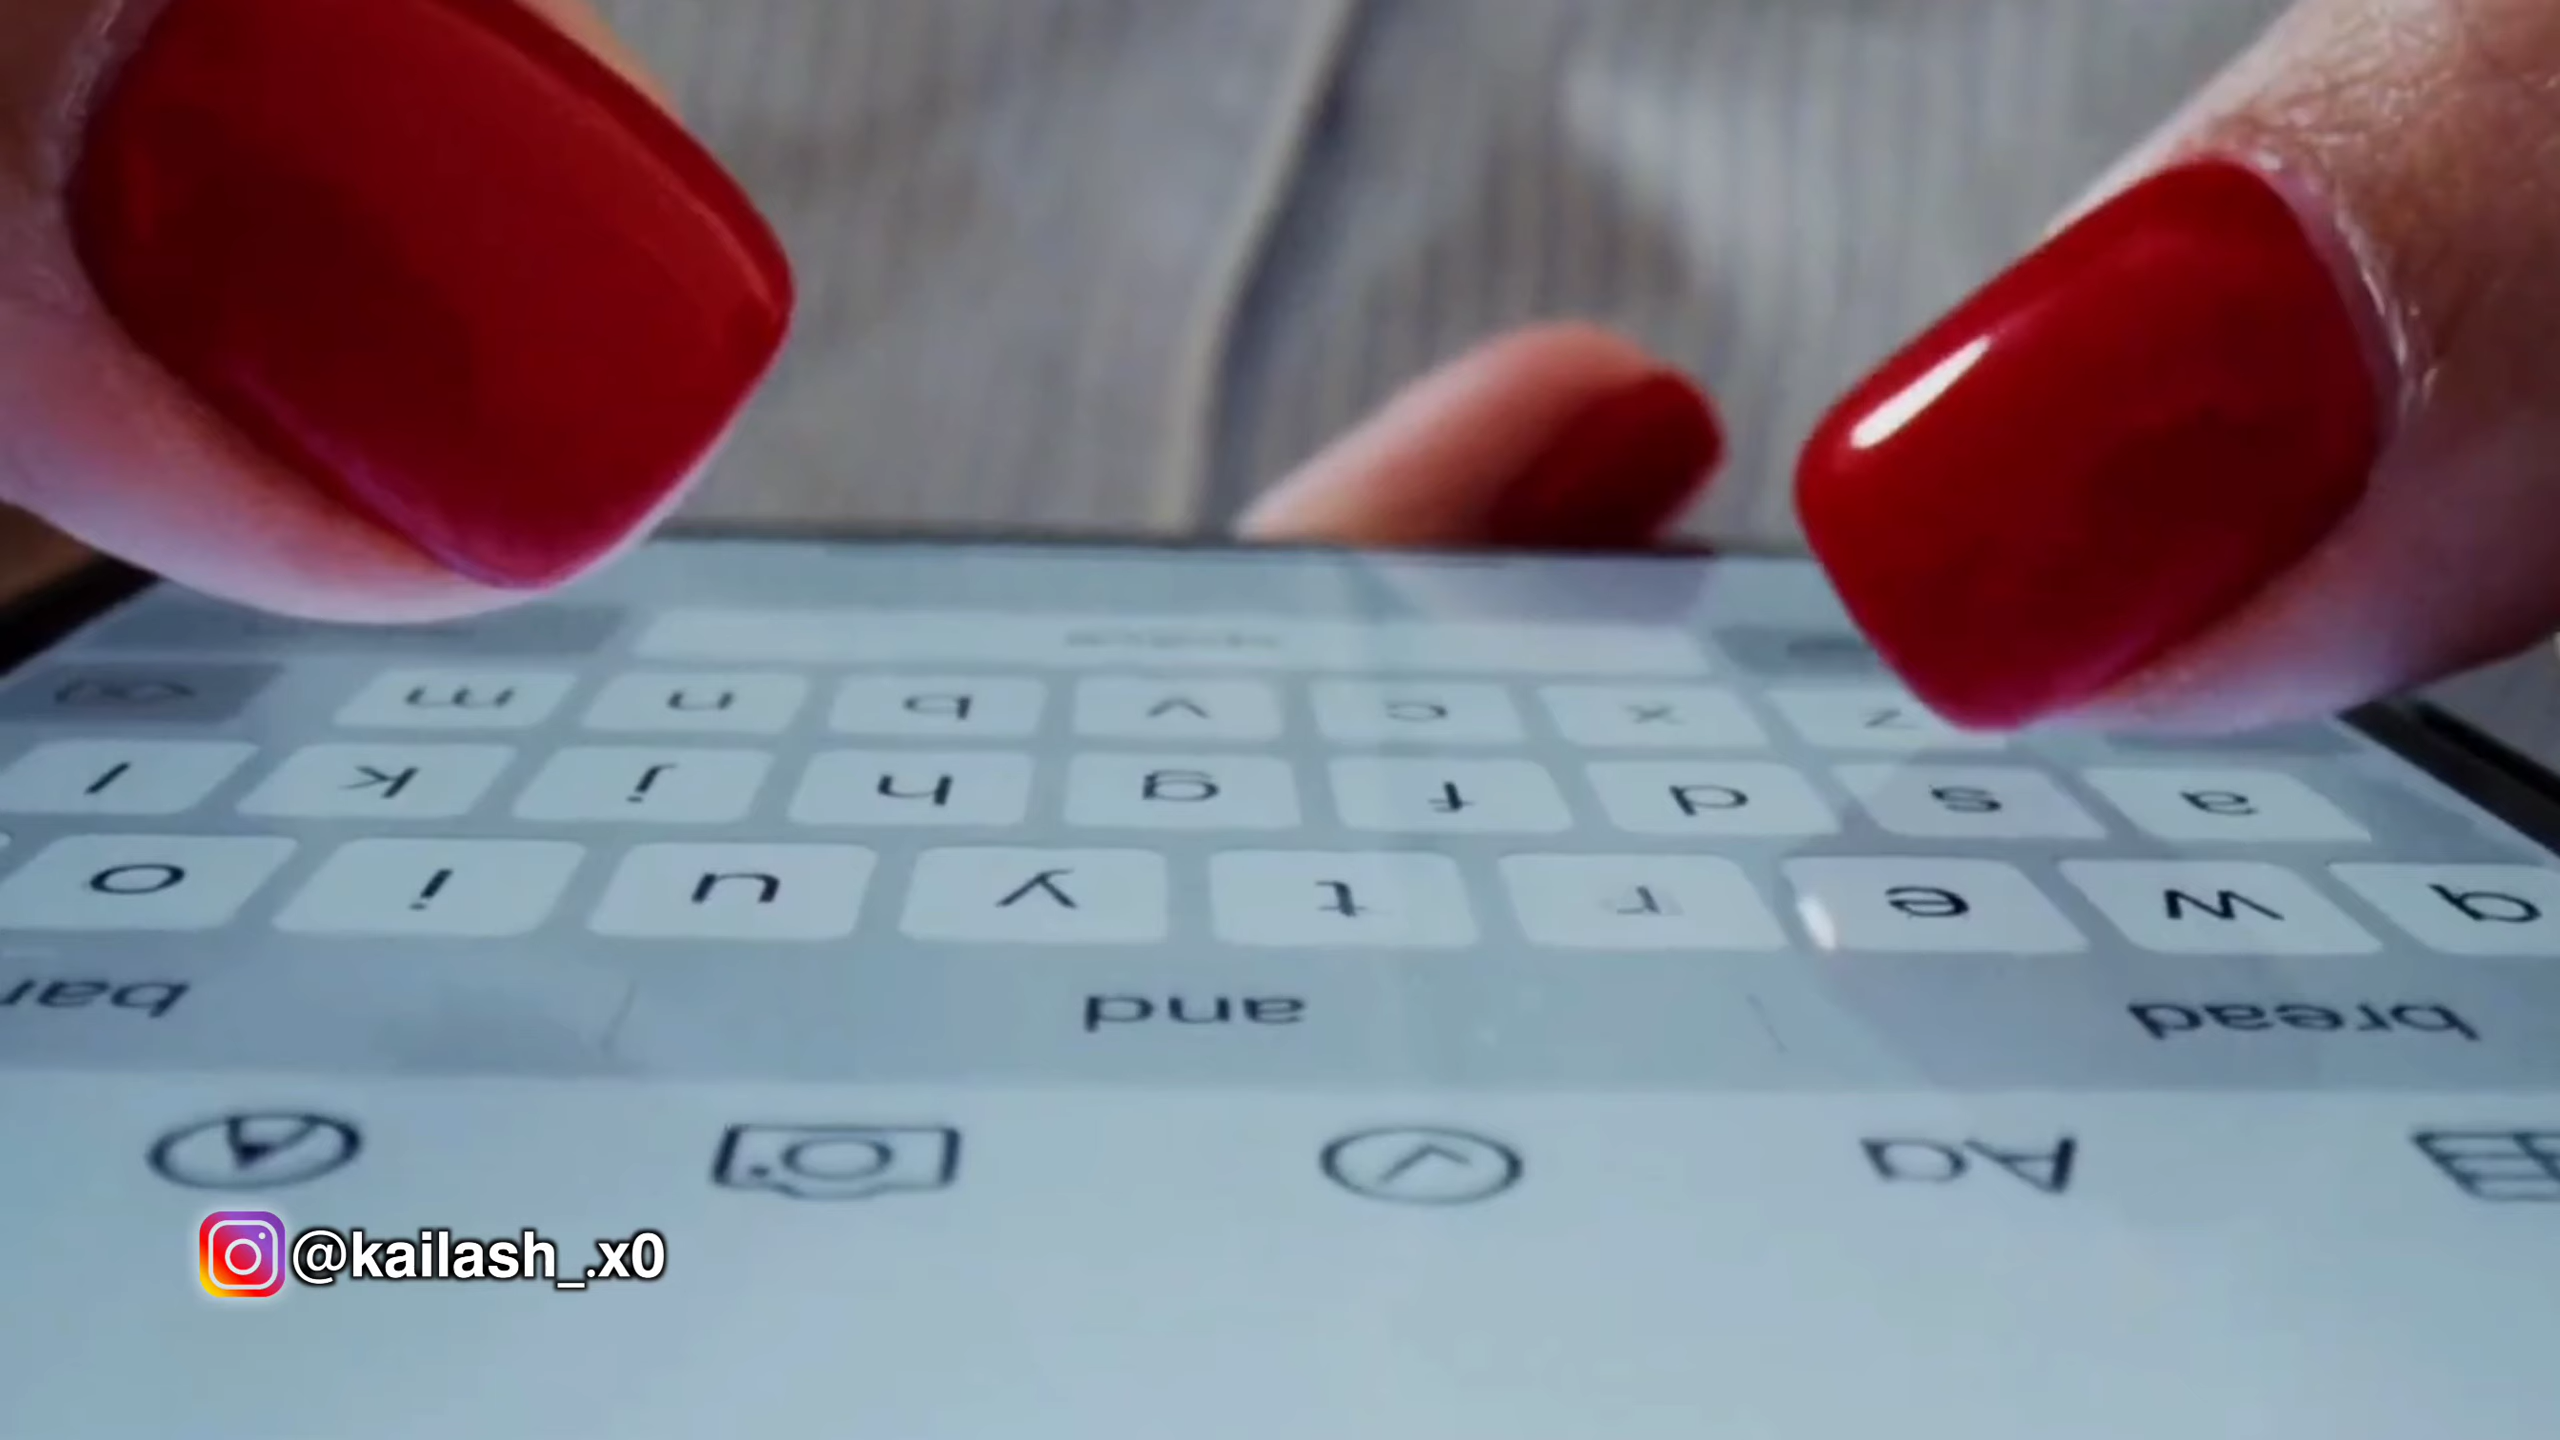 Aa
bread and bar
q w e r t y u i o
a s d f g h j k l
z x c v b n m
@kailash_.x0